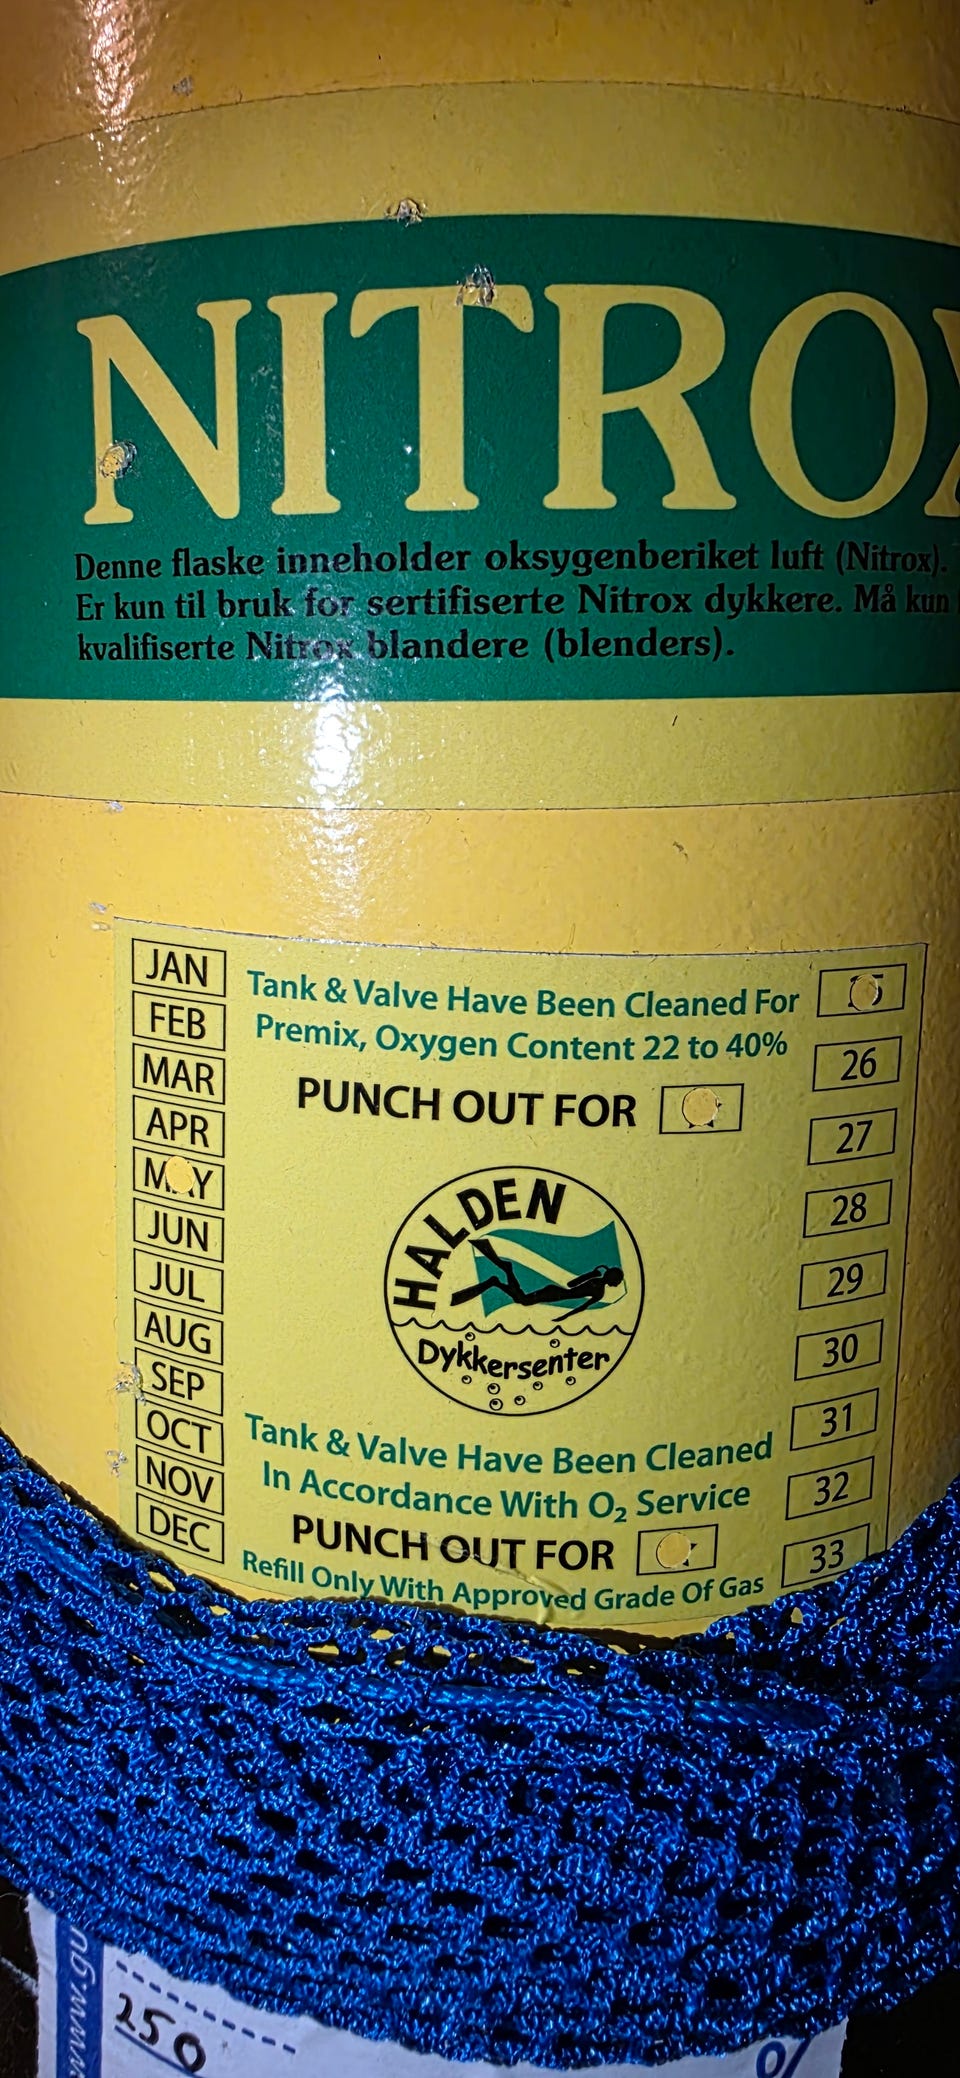 NITROX
Denne flaske inneholder oksygenberiket luft (Nitrox).
Er kun til bruk for sertifiserte Nitrox dykkere. Må kun
kvalifiserte Nitrox blandere (blenders).
JAN
FEB
MAR
APR
MAY
JUN
JUL
AUG
SEP
OCT
NOV
DEC
Tank & Valve Have Been Cleaned For
Premix, Oxygen Content 22 to 40%
PUNCH OUT FOR
HALDEN
Dykkersenter
Tank & Valve Have Been Cleaned
In Accordance With O₂ Service
PUNCH OUT FOR
Refill Only With Approved Grade Of Gas
26
27
28
29
30
31
32
33
250
%